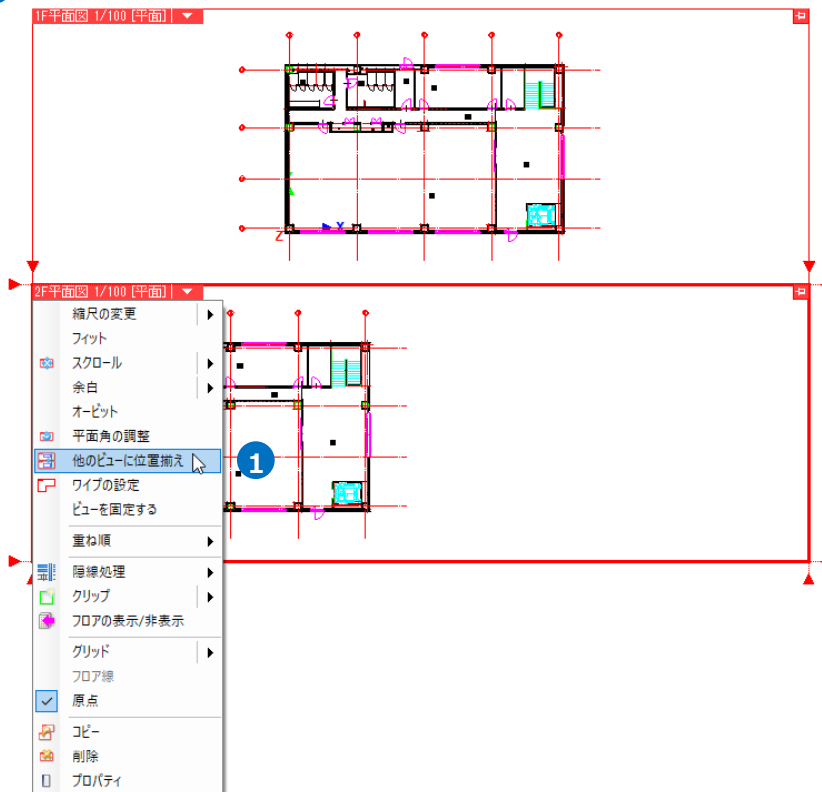 1F平面図 1/100 [平面]
Z
X
2F平面図 1/100 [平面]
縮尺の変更
フィット
スクロール
余白
オービット
平面角の調整
他のビューに位置揃え
1
ワイプの設定
ビューを固定する
重ね順
隠線処理
クリップ
フロアの表示/非表示
グリッド
フロア線
原点
コピー
削除
プロパティ